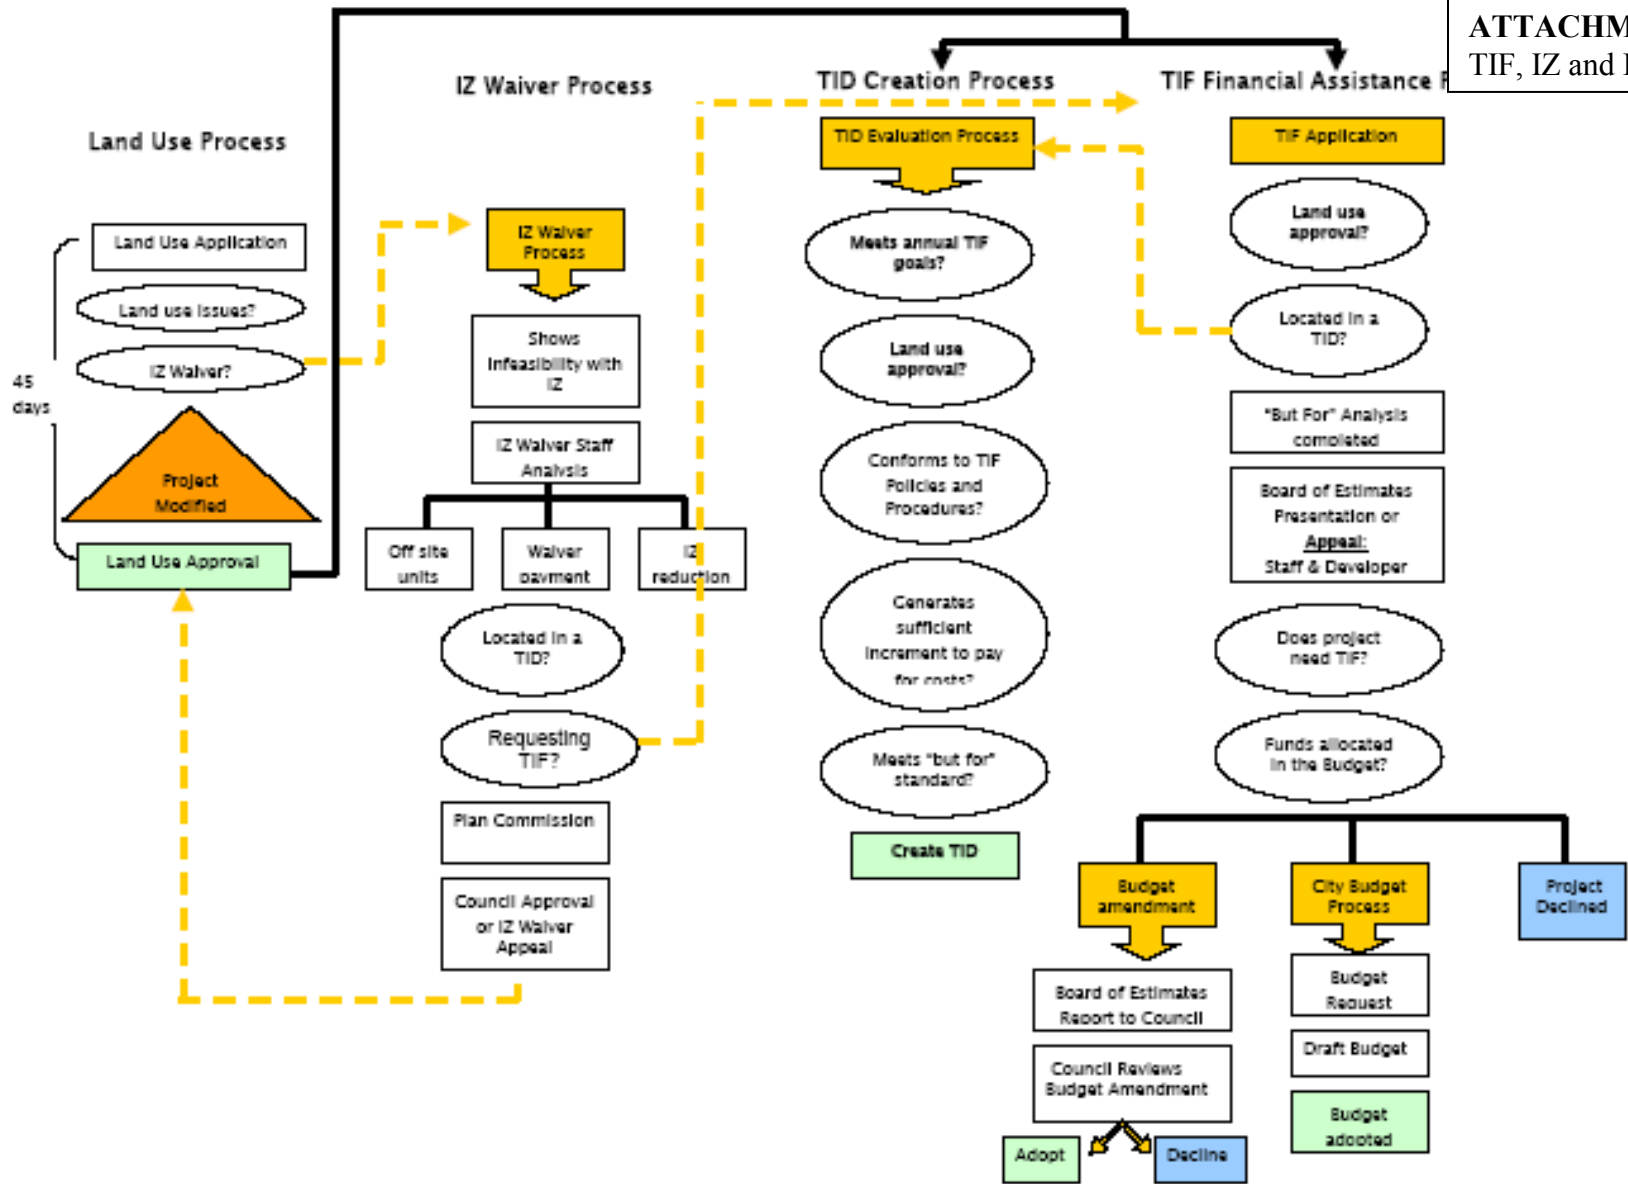 ATTACHM
TIF, IZ and
IZ Waiver Process
TID Creation Process
TIF Financial Assistance
Land Use Process
Land Use Application
Land use issues?
IZ Waiver?
45
days
Project
Modified
Land Use Approval
IZ Waiver
Process
Shows
infeasibility with
IZ
IZ Waiver Staff
Analysis
Off site
units
Waiver
payment
IZ
reduction
Located in a
TID?
Requesting
TIF?
Plan Commission
Council Approval
or IZ Waiver
Appeal
TID Evaluation Process
Meets annual TIF
goals?
Land use
approval?
Conforms to TIF
Policies and
Procedures?
Generates
sufficient
increment to pay
for costs?
Meets "but for"
standard?
Create TID
TIF Application
Land use
approval?
Located in a
TID?
"But For" Analysis
completed
Board of Estimates
Presentation or
Appeal:
Staff & Developer
Does project
need TIF?
Funds allocated
in the Budget?
Budget
amendment
City Budget
Process
Project
Declined
Board of Estimates
Report to Council
Council Reviews
Budget Amendment
Adopt
Decline
Budget
Request
Draft Budget
Budget
adopted